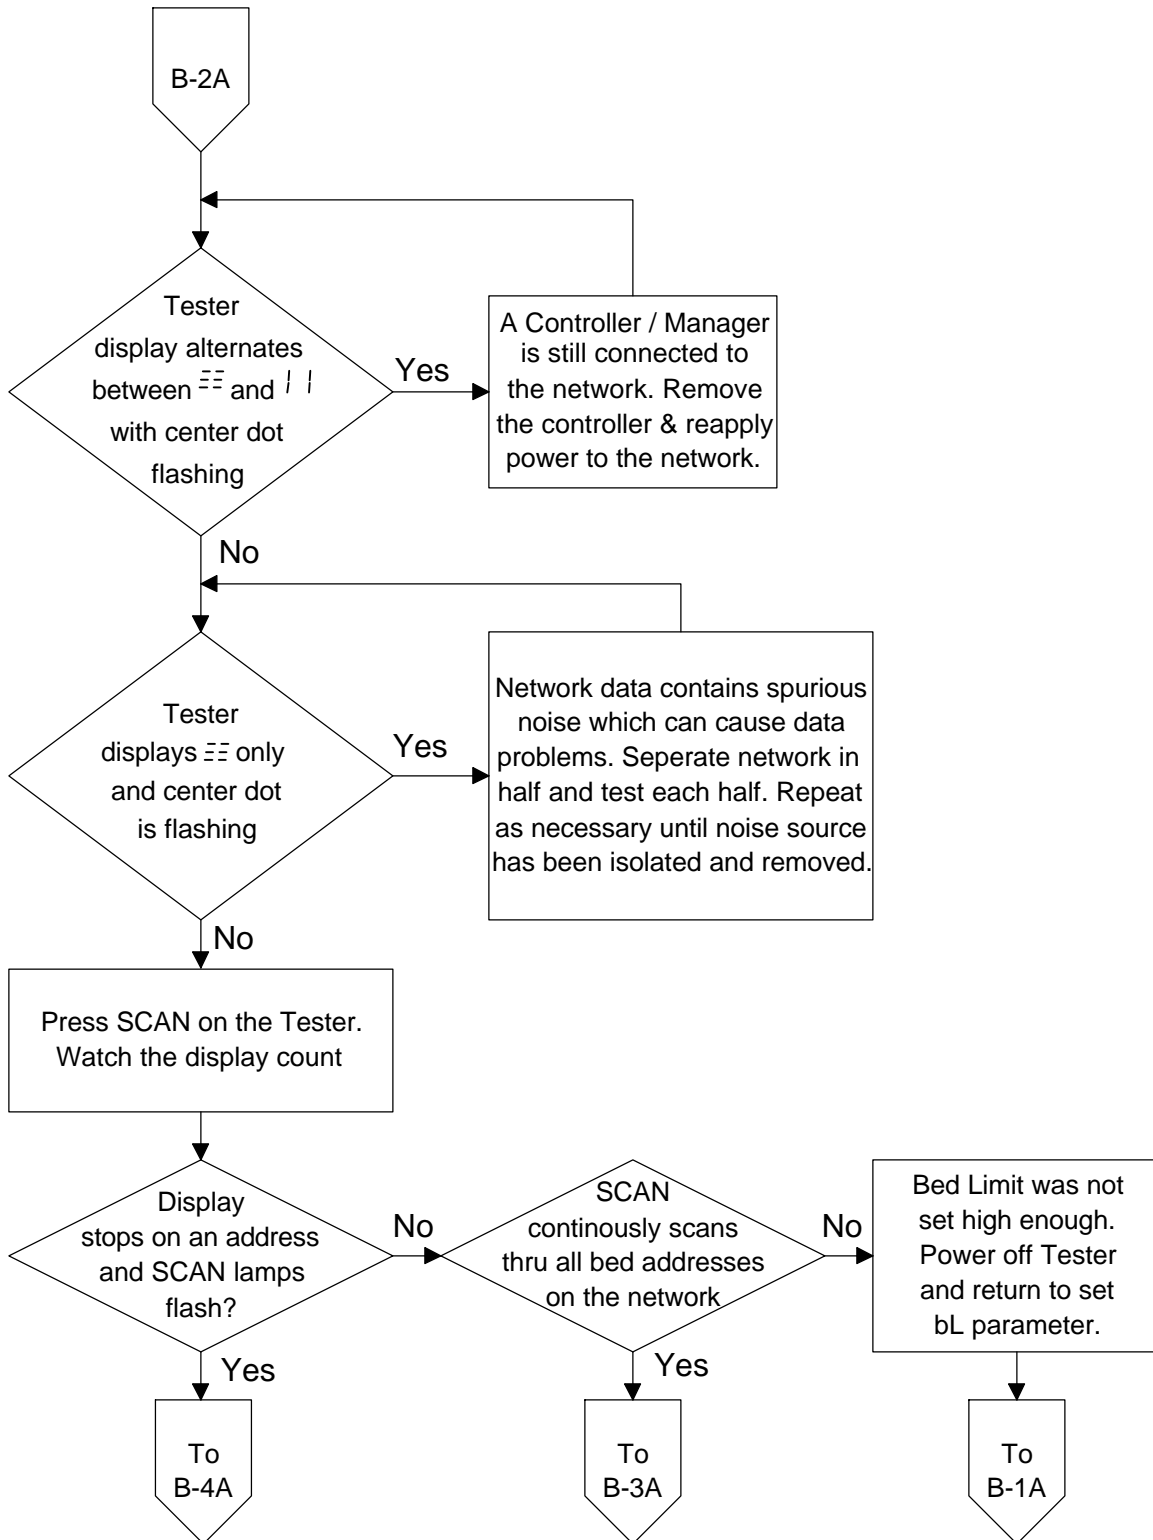 B-2A
Tester
display alternates
between and
with center dot
flashing
Yes
A Controller / Manager
is still connected to
the network. Remove
the controller & reapply
power to the network.
No
Tester
displays only
and center dot
is flashing
Yes
Network data contains spurious
noise which can cause data
problems. Seperate network in
half and test each half. Repeat
as necessary until noise source
has been isolated and removed.
No
Press SCAN on the Tester.
Watch the display count
Display
stops on an address
and SCAN lamps
flash?
No
SCAN
continously scans
thru all bed addresses
on the network
No
Bed Limit was not
set high enough.
Power off Tester
and return to set
bL parameter.
Yes
Yes
To
B-4A
To
B-3A
To
B-1A